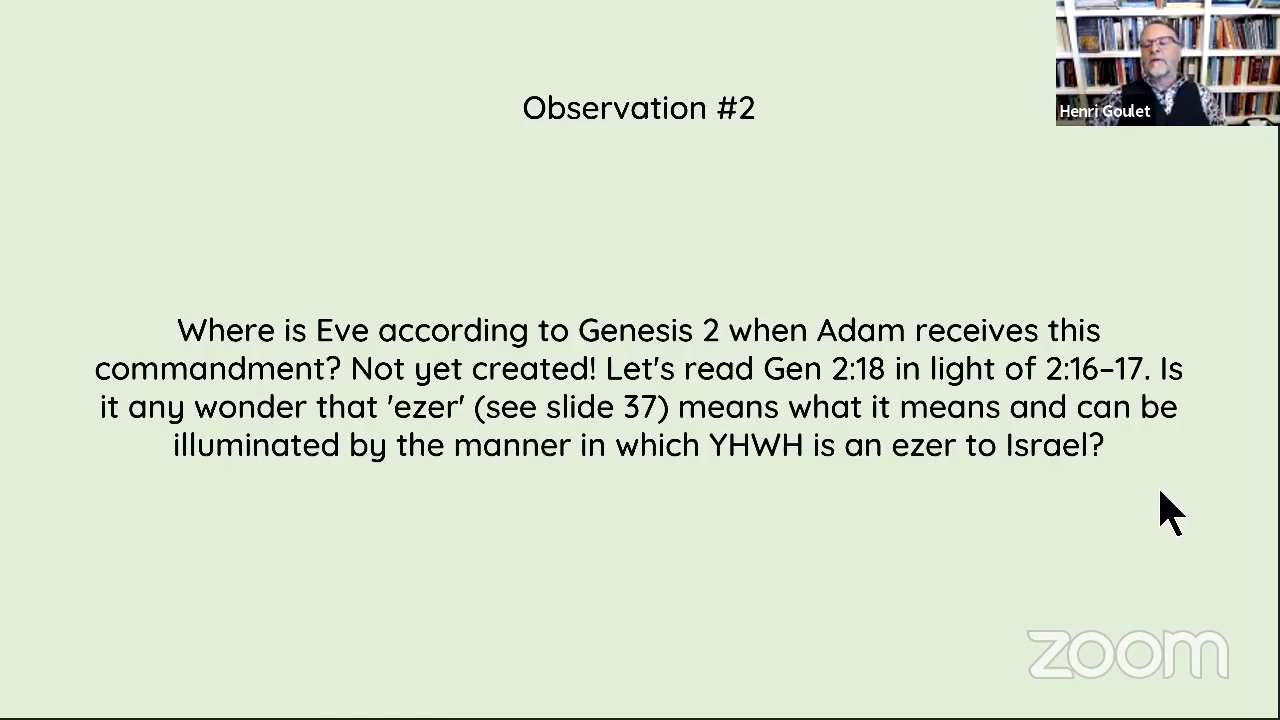 Observation #2
Henri Goulet
Where is Eve according to Genesis 2 when Adam receives this
commandment? Not yet created! Let's read Gen 2:18 in light of 2:16–17. Is
it any wonder that 'ezer' (see slide 37) means what it means and can be
illuminated by the manner in which YHWH is an ezer to Israel?
zoom